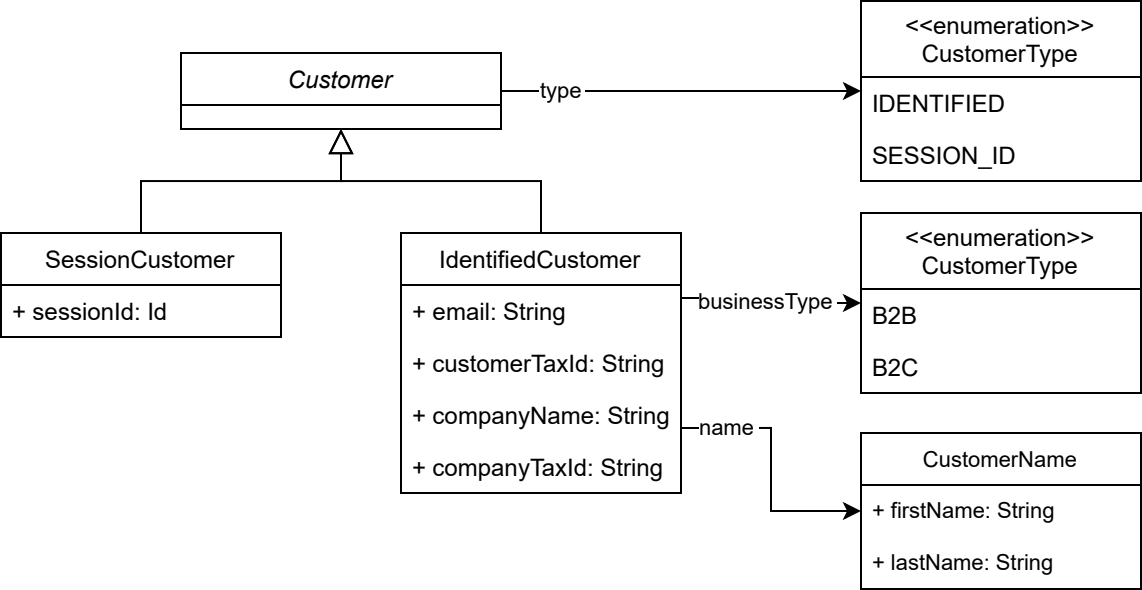 <<enumeration>>
CustomerType
IDENTIFIED
SESSION_ID
Customer
type
SessionCustomer
+ sessionId: Id
IdentifiedCustomer
+ email: String
+ customerTaxId: String
+ companyName: String
+ companyTaxId: String
businessType
name
<<enumeration>>
CustomerType
B2B
B2C
CustomerName
+ firstName: String
+ lastName: String